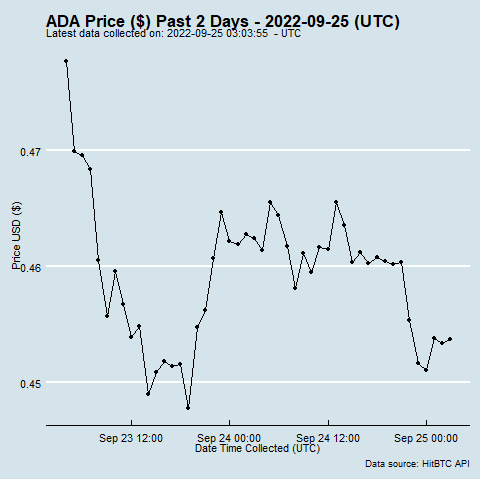 ADA Price ($) Past 2 Days - 2022-09-25 (UTC)
Latest data collected on: 2022-09-25 03:03:55  - UTC
0.47
0.46
0.45
Price USD ($)
Sep 23 12:00 Sep 24 00:00 Sep 24 12:00 Sep 25 00:00
Date Time Collected (UTC)
Data source: HitBTC API